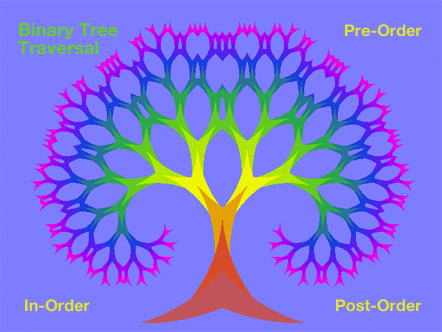 Binary Tree
Traversal
Pre-Order
In-Order
Post-Order